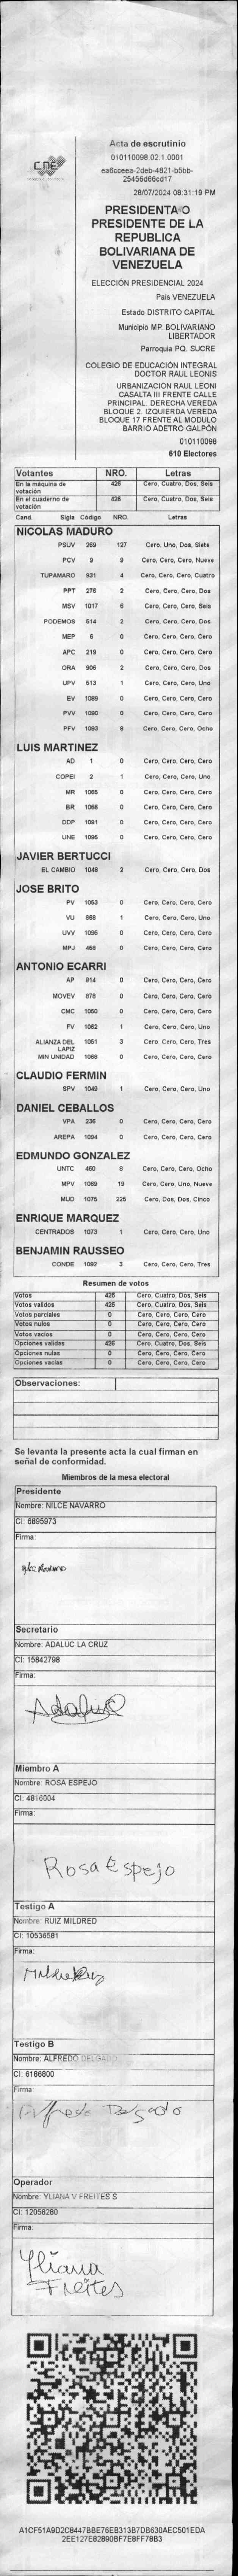 Acta de escrutinio
010110098.02.1.0001
ea6cceea-2deb-4821-b5bb-
25456d66cd17
28/07/2024 08:31:19 PM
CNE
PRESIDENTA O
PRESIDENTE DE LA
REPUBLICA
BOLIVARIANA DE
VENEZUELA
ELECCIÓN PRESIDENCIAL 2024
País VENEZUELA
Estado DISTRITO CAPITAL
Municipio MP. BOLIVARIANO
LIBERTADOR
Parroquia PQ. SUCRE
COLEGIO DE EDUCACIÓN INTEGRAL
DOCTOR RAUL LEONIS
URBANIZACION RAUL LEONI
CASALTA III FRENTE CALLE
PRINCIPAL. DERECHA VEREDA
BLOQUE 2. IZQUIERDA VEREDA
BLOQUE 17 FRENTE AL MODULO
BARRIO ADETRO GALPÓN
010110098
610 Electores
Votantes NRO. Letras
En la máquina de votación 426 Cero, Cuatro, Dos, Seis
En el cuaderno de votación 426 Cero, Cuatro, Dos, Seis
Cand. Sigla Código NRO. Letras
NICOLAS MADURO
PSUV 269 127 Cero, Uno, Dos, Siete
PCV 9 9 Cero, Cero, Cero, Nueve
TUPAMARO 931 4 Cero, Cero, Cero, Cuatro
PPT 276 2 Cero, Cero, Cero, Dos
MSV 1017 6 Cero, Cero, Cero, Seis
PODEMOS 514 2 Cero, Cero, Cero, Dos
MEP 6 0 Cero, Cero, Cero, Cero
APC 219 0 Cero, Cero, Cero, Cero
ORA 906 2 Cero, Cero, Cero, Dos
UPV 513 1 Cero, Cero, Cero, Uno
EV 1089 0 Cero, Cero, Cero, Cero
PVV 1090 0 Cero, Cero, Cero, Cero
PFV 1093 8 Cero, Cero, Cero, Ocho
LUIS MARTINEZ
AD 1 0 Cero, Cero, Cero, Cero
COPEI 2 1 Cero, Cero, Cero, Uno
MR 1065 0 Cero, Cero, Cero, Cero
BR 1066 0 Cero, Cero, Cero, Cero
DDP 1091 0 Cero, Cero, Cero, Cero
UNE 1095 0 Cero, Cero, Cero, Cero
JAVIER BERTUCCI
EL CAMBIO 1048 2 Cero, Cero, Cero, Dos
JOSE BRITO
PV 1053 0 Cero, Cero, Cero, Cero
VU 968 1 Cero, Cero, Cero, Uno
UVV 1096 0 Cero, Cero, Cero, Cero
MPJ 468 0 Cero, Cero, Cero, Cero
ANTONIO ECARRI
AP 814 0 Cero, Cero, Cero, Cero
MOVEV 978 0 Cero, Cero, Cero, Cero
CMC 1050 0 Cero, Cero, Cero, Cero
FV 1062 1 Cero, Cero, Cero, Uno
ALIANZA DEL LAPIZ 1051 3 Cero, Cero, Cero, Tres
MIN UNIDAD 1068 0 Cero, Cero, Cero, Cero
CLAUDIO FERMIN
SPV 1049 1 Cero, Cero, Cero, Uno
DANIEL CEBALLOS
VPA 236 0 Cero, Cero, Cero, Cero
AREPA 1094 0 Cero, Cero, Cero, Cero
EDMUNDO GONZALEZ
UNTC 460 8 Cero, Cero, Cero, Ocho
MPV 1069 19 Cero, Cero, Uno, Nueve
MUD 1075 225 Cero, Dos, Dos, Cinco
ENRIQUE MARQUEZ
CENTRADOS 1073 1 Cero, Cero, Cero, Uno
BENJAMIN RAUSSEO
CONDE 1092 3 Cero, Cero, Cero, Tres
Resumen de votos
Votos 426 Cero, Cuatro, Dos, Seis
Votos validos 426 Cero, Cuatro, Dos, Seis
Votos parciales 0 Cero, Cero, Cero, Cero
Votos nulos 0 Cero, Cero, Cero, Cero
Votos vacios 0 Cero, Cero, Cero, Cero
Opciones validas 426 Cero, Cuatro, Dos, Seis
Opciones nulas 0 Cero, Cero, Cero, Cero
Opciones vacias 0 Cero, Cero, Cero, Cero
Observaciones:
Se levanta la presente acta la cual firman en
señal de conformidad.
Miembros de la mesa electoral
Presidente
Nombre: NILCE NAVARRO
CI: 6895973
Firma:
Secretario
Nombre: ADALUC LA CRUZ
CI: 15842798
Firma:
Adaluc
Miembro A
Nombre: ROSA ESPEJO
CI: 4816004
Firma:
Rosa Espejo
Testigo A
Nombre: RUIZ MILDRED
CI: 10536581
Firma:
Mildred Ruiz
Testigo B
Nombre: ALFREDO DELGADO
CI: 6186800
Firma:
Alfredo Delgado
Operador
Nombre: YLIANA V FREITES S
CI: 12058260
Firma:
Yliana
Freites
A1CF51A9D2C8447BBE76EB313B7DB630AEC501EDA
2EE127E82890BF7E8FF78B3